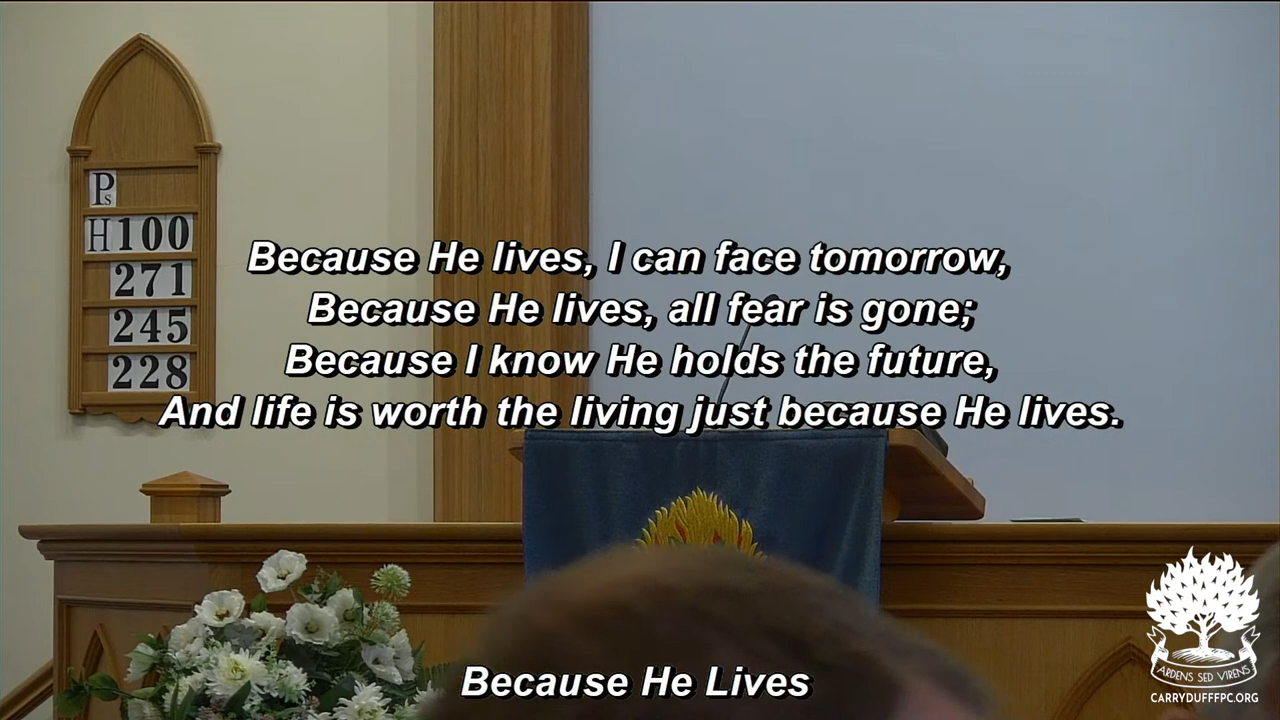 Ps
H100
271
245
228
Because He lives, I can face tomorrow,
Because He lives, all fear is gone;
Because I know He holds the future,
And life is worth the living just because He lives.
Because He Lives
ARDENS SED VIRENS
CARRYDUFFFPC.ORG